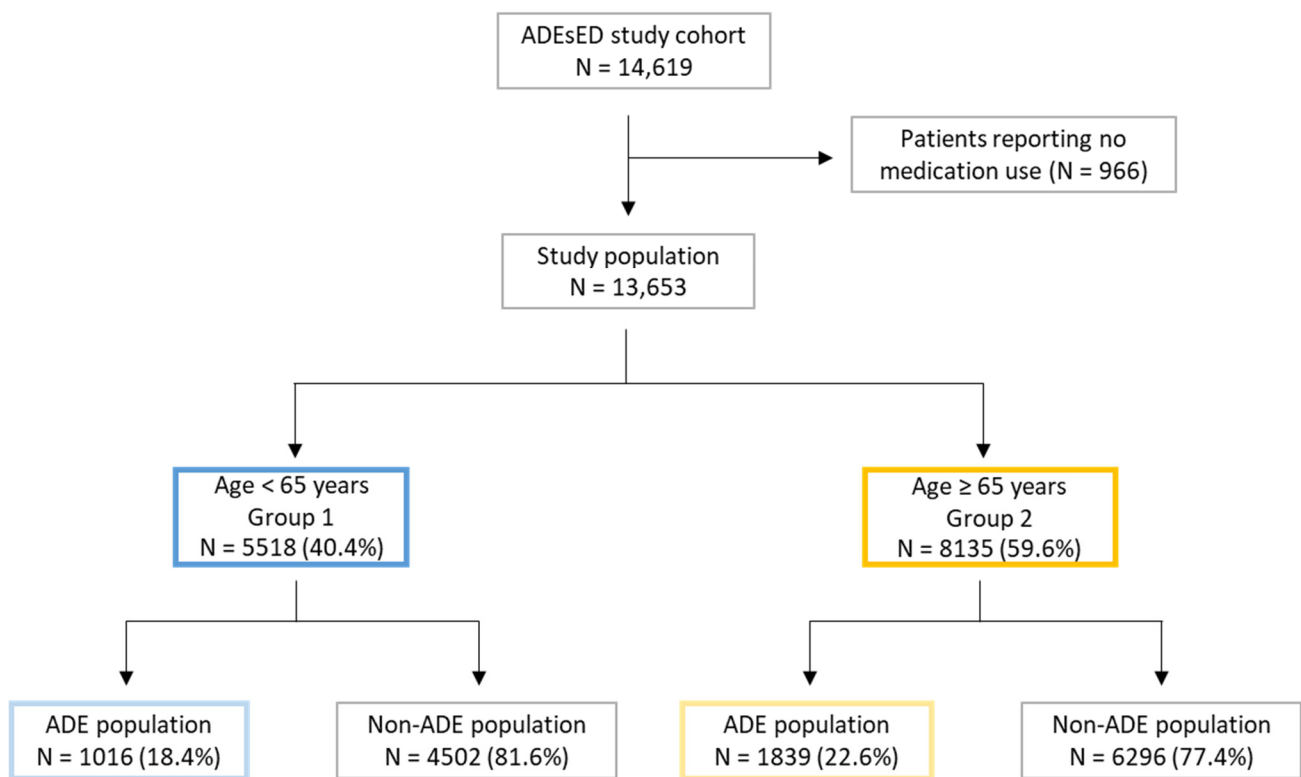 ADEsED study cohort
N = 14,619
Patients reporting no
medication use (N = 966)
Study population
N = 13,653
Age < 65 years
Group 1
N = 5518 (40.4%)
Age ≥ 65 years
Group 2
N = 8135 (59.6%)
ADE population
N = 1016 (18.4%)
Non-ADE population
N = 4502 (81.6%)
ADE population
N = 1839 (22.6%)
Non-ADE population
N = 6296 (77.4%)